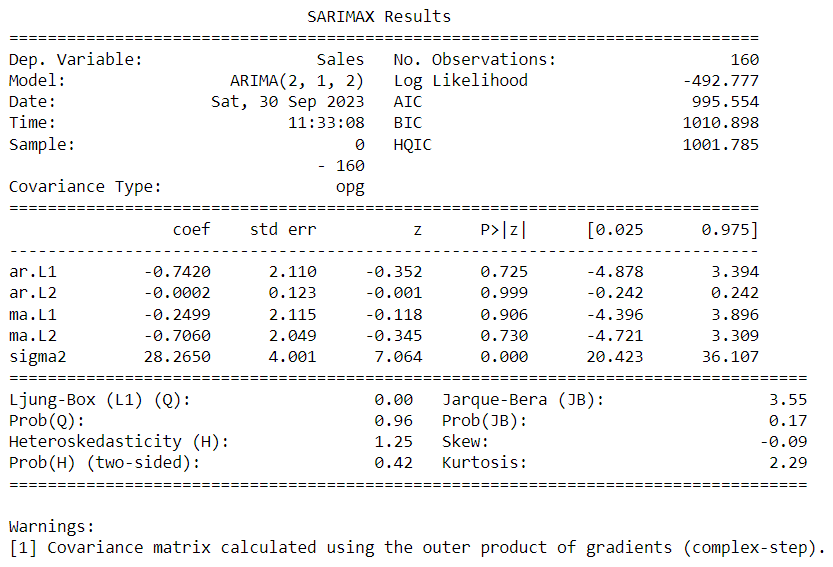 SARIMAX Results
==============================================================================
Dep. Variable:                  Sales   No. Observations:                  160
Model:                 ARIMA(2, 1, 2)   Log Likelihood                -492.777
Date:                Sat, 30 Sep 2023   AIC                            995.554
Time:                        11:33:08   BIC                           1010.898
Sample:                             0   HQIC                          1001.785
                                - 160
Covariance Type:                  opg
==============================================================================
                 coef    std err          z      P>|z|      [0.025      0.975]
------------------------------------------------------------------------------
ar.L1         -0.7420      2.110     -0.352      0.725      -4.878       3.394
ar.L2         -0.0002      0.123     -0.001      0.999      -0.242       0.242
ma.L1         -0.2499      2.115     -0.118      0.906      -4.396       3.896
ma.L2         -0.7060      2.049     -0.345      0.730      -4.721       3.309
sigma2        28.2650      4.001      7.064      0.000      20.423      36.107
===================================================================================
Ljung-Box (L1) (Q):                   0.00   Jarque-Bera (JB):                 3.55
Prob(Q):                              0.96   Prob(JB):                         0.17
Heteroskedasticity (H):               1.25   Skew:                            -0.09
Prob(H) (two-sided):                  0.42   Kurtosis:                         2.29
===================================================================================
Warnings:
[1] Covariance matrix calculated using the outer product of gradients (complex-step).